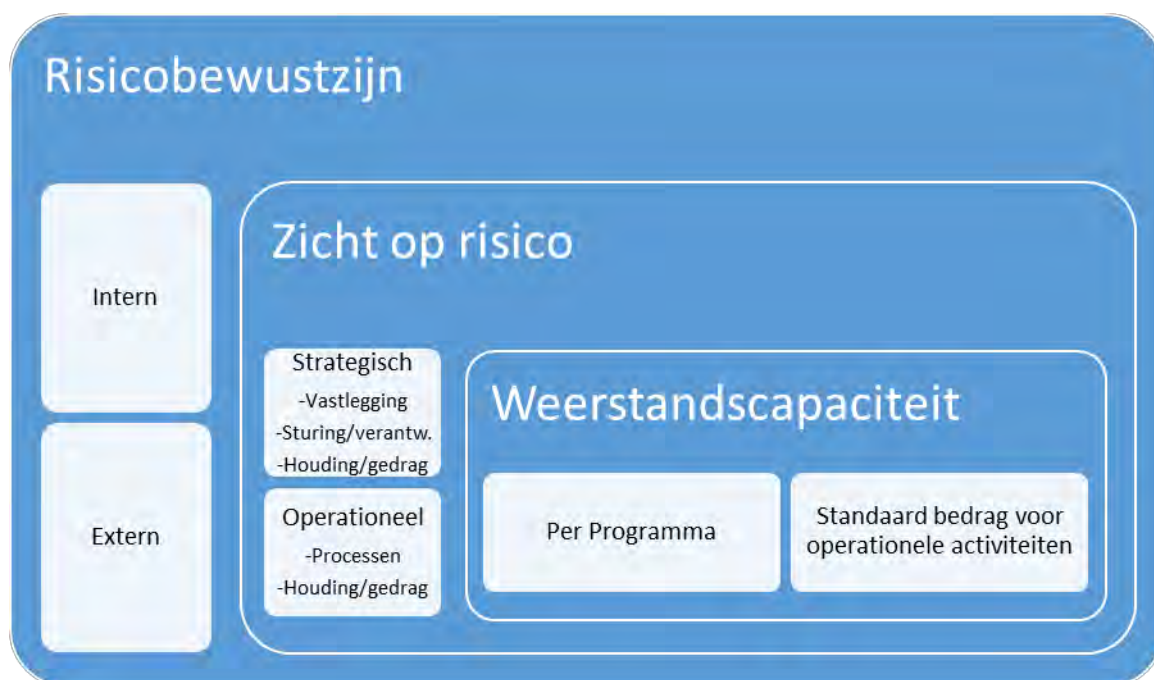 Risicobewustzijn
Intern
Extern
Zicht op risico
Strategisch
-Vastlegging
-Sturing/verantw.
-Houding/gedrag
Operationeel
-Processen
-Houding/gedrag
Weerstandscapaciteit
Per Programma
Standaard bedrag voor
operationele activiteiten